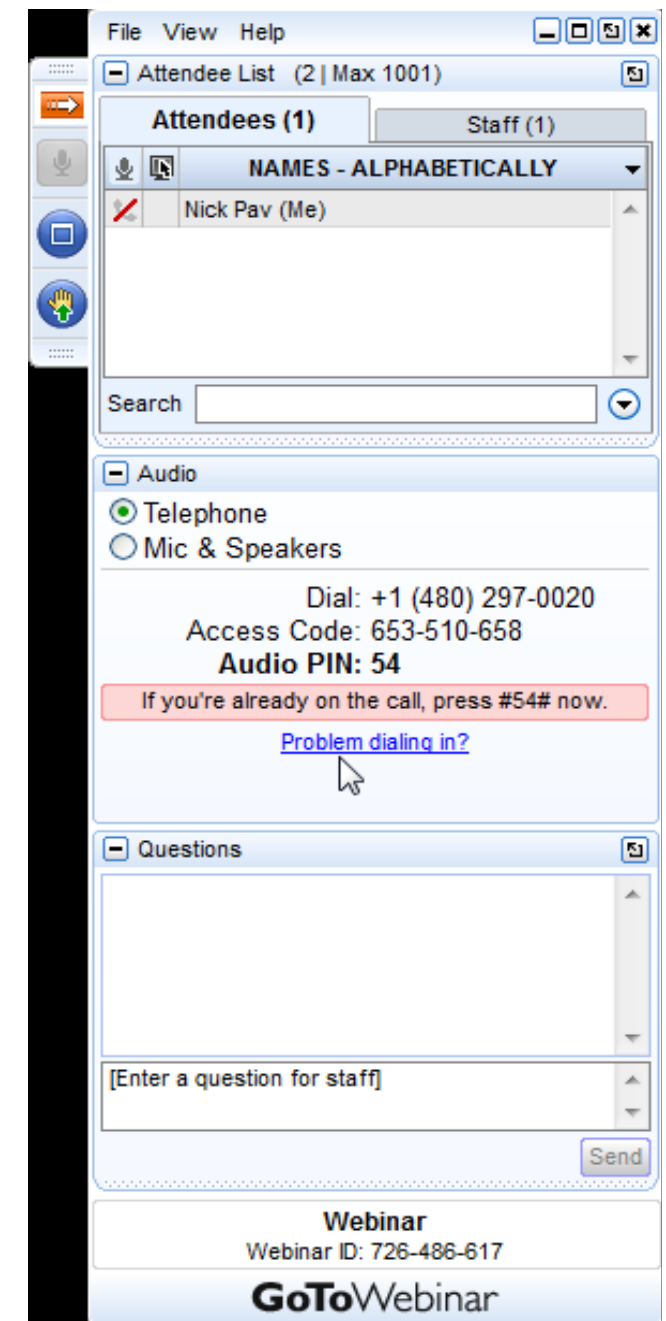 File View Help
Attendee List (2 | Max 1001)
Attendees (1) Staff (1)
NAMES - ALPHABETICALLY
Nick Pav (Me)
Search
Audio
Telephone
Mic & Speakers
Dial: +1 (480) 297-0020
Access Code: 653-510-658
Audio PIN: 54
If you're already on the call, press #54# now.
Problem dialing in?
Questions
[Enter a question for staff]
Send
Webinar
Webinar ID: 726-486-617
GoToWebinar